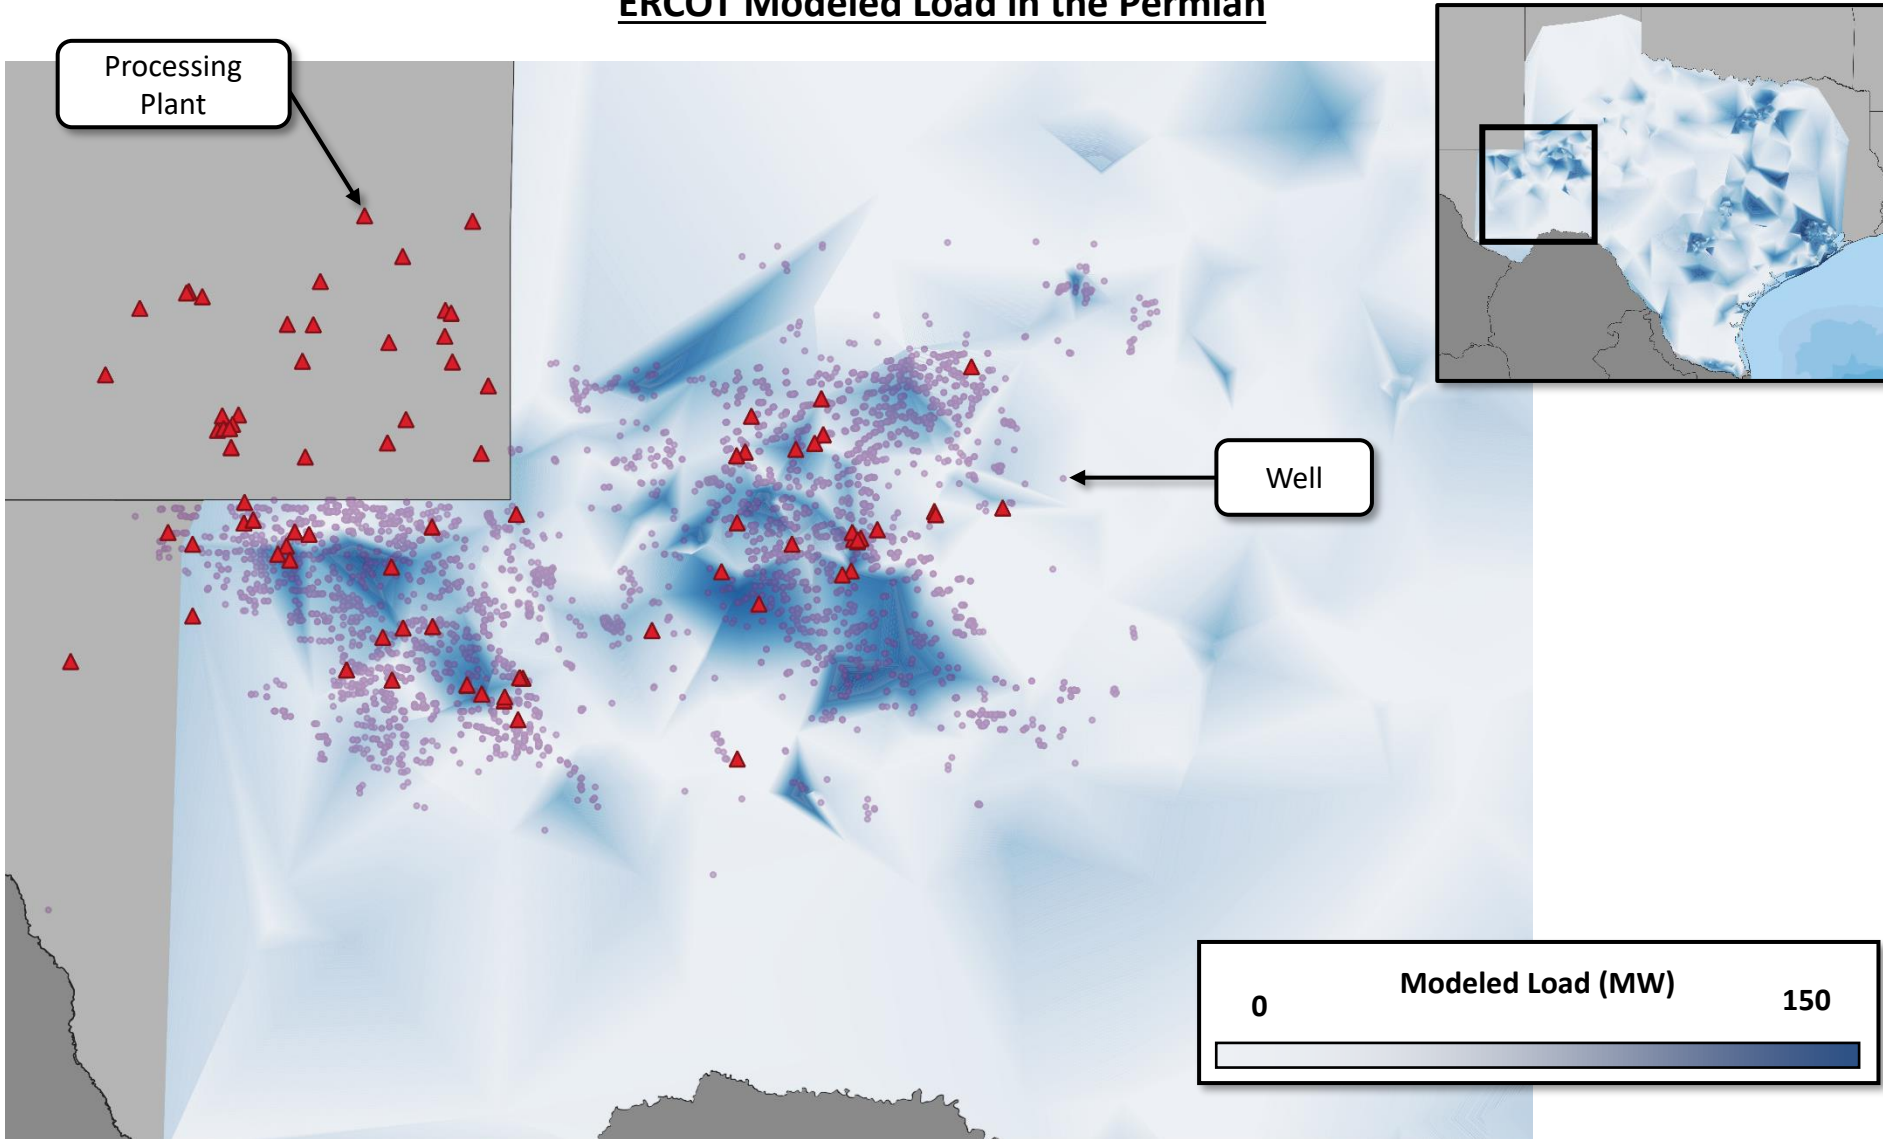 ERCOT Modeled Load in the Permian
Processing
Plant
Well
Modeled Load (MW)
0
150